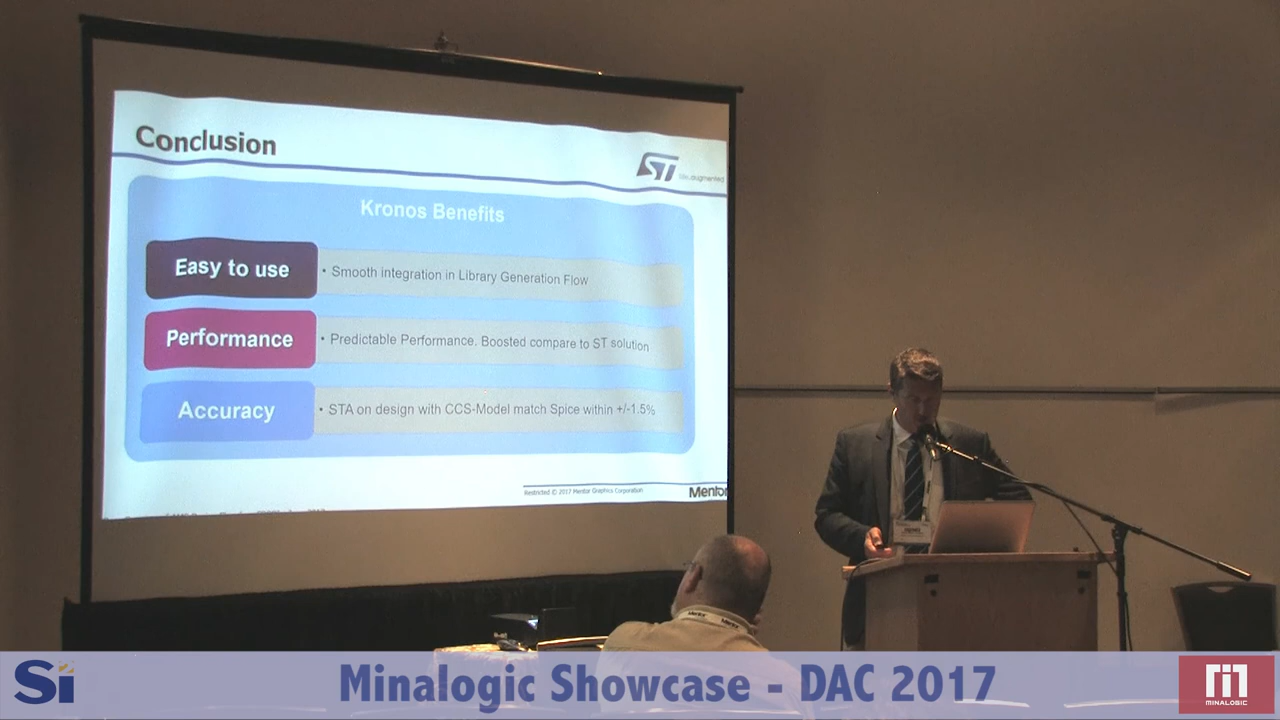 Conclusion
ST
life.augmented
Kronos Benefits
Easy to use
• Smooth integration in Library Generation Flow
Performance
• Predictable Performance. Boosted compare to ST solution
Accuracy
• STA on design with CCS-Model match Spice within +/-1.5%
Restricted © 2017 Mentor Graphics Corporation
Mentor
Mentor
Si2
Minalogic Showcase - DAC 2017
MINALOGIC